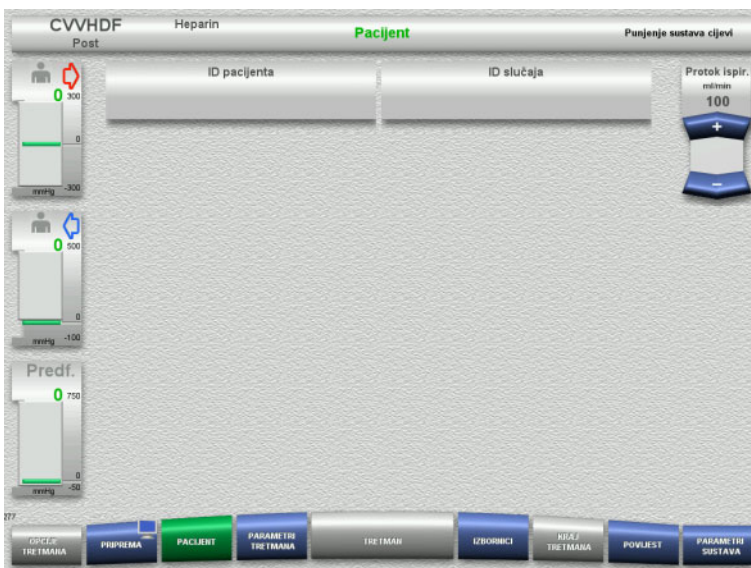 CVVHDF
Post
Heparin
Pacijent
Punjenje sustava cijevi
0
300
0
mmHg
-300
ID pacijenta
ID slučaja
Protok ispir.
ml/min
100
+
−
0
500
0
mmHg
-100
Predf.
0
750
0
mmHg
-50
277
OPCIJE
TRETMANA
PRIPREMA
PACIJENT
PARAMETRI
TRETMANA
TRETMAN
IZBORNICI
KRAJ
TRETMANA
POVIJEST
PARAMETRI
SUSTAVA